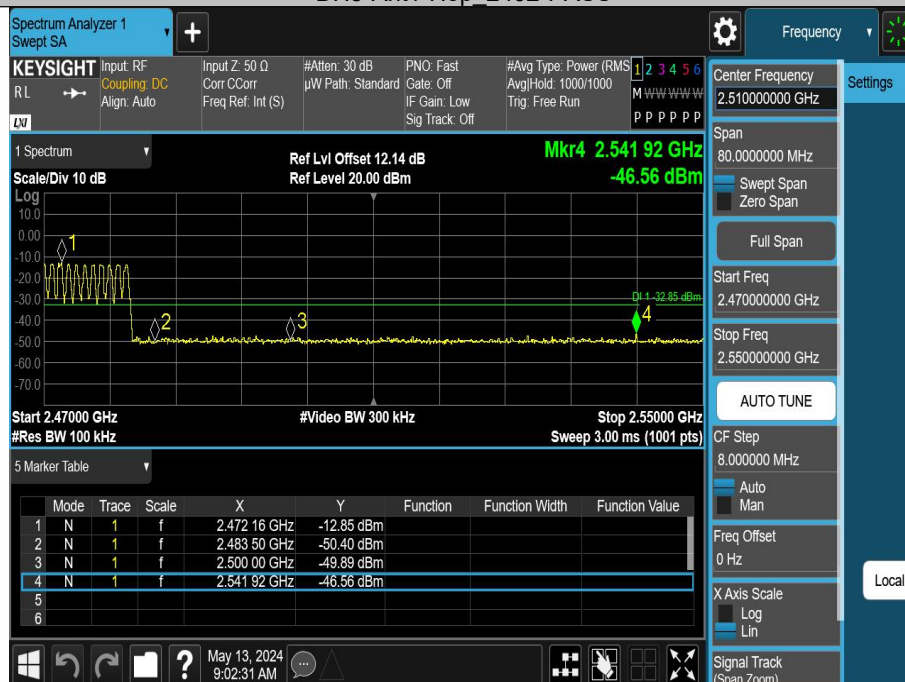 Spectrum Analyzer 1
Swept SA
+
Frequency
KEYSIGHT
RL
LXI
Input: RF
Coupling: DC
Align: Auto
Input Z: 50 Ω
Corr CCorr
Freq Ref: Int (S)
#Atten: 30 dB
µW Path: Standard
PNO: Fast
Gate: Off
IF Gain: Low
Sig Track: Off
#Avg Type: Power (RMS
Avg|Hold: 1000/1000
Trig: Free Run
1 2 3 4 5 6
M W W W W W
P P P P P P
1 Spectrum
Scale/Div 10 dB
Ref Lvl Offset 12.14 dB
Ref Level 20.00 dBm
Mkr4 2.541 92 GHz
-46.56 dBm
Log
10.0
0.00
-10.0
-20.0
-30.0
-40.0
-50.0
-60.0
-70.0
1
2
3
4
DL1 -32.85 dBm
Start 2.47000 GHz
#Res BW 100 kHz
#Video BW 300 kHz
Stop 2.55000 GHz
Sweep 3.00 ms (1001 pts)
5 Marker Table
Mode Trace Scale X Y Function Function Width Function Value
1 N 1 f 2.472 16 GHz -12.85 dBm
2 N 1 f 2.483 50 GHz -50.40 dBm
3 N 1 f 2.500 00 GHz -49.89 dBm
4 N 1 f 2.541 92 GHz -46.56 dBm
5
6
?
May 13, 2024
9:02:31 AM
Center Frequency
2.510000000 GHz
Span
80.0000000 MHz
Swept Span
Zero Span
Full Span
Start Freq
2.470000000 GHz
Stop Freq
2.550000000 GHz
AUTO TUNE
CF Step
8.000000 MHz
Auto
Man
Freq Offset
0 Hz
X Axis Scale
Log
Lin
Signal Track
(Span Zoom)
Settings
Local